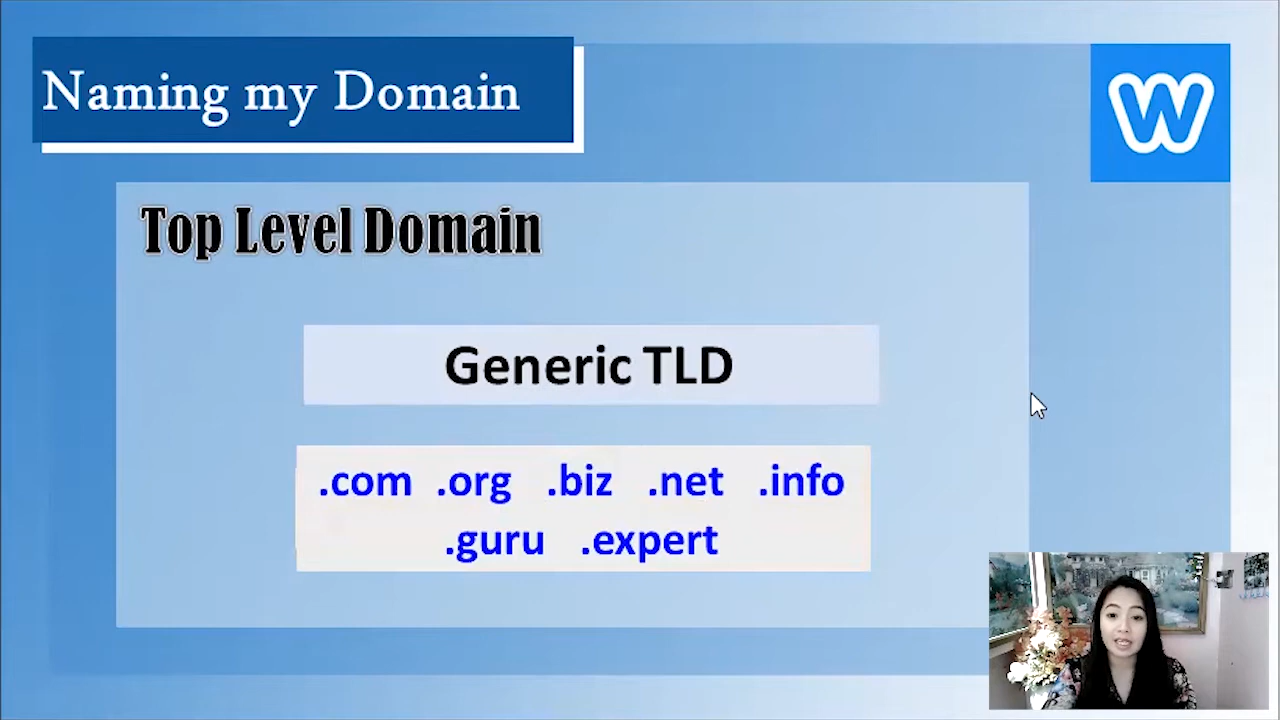 Naming my Domain
W
Top Level Domain
Generic TLD
.com .org .biz .net .info
.guru .expert